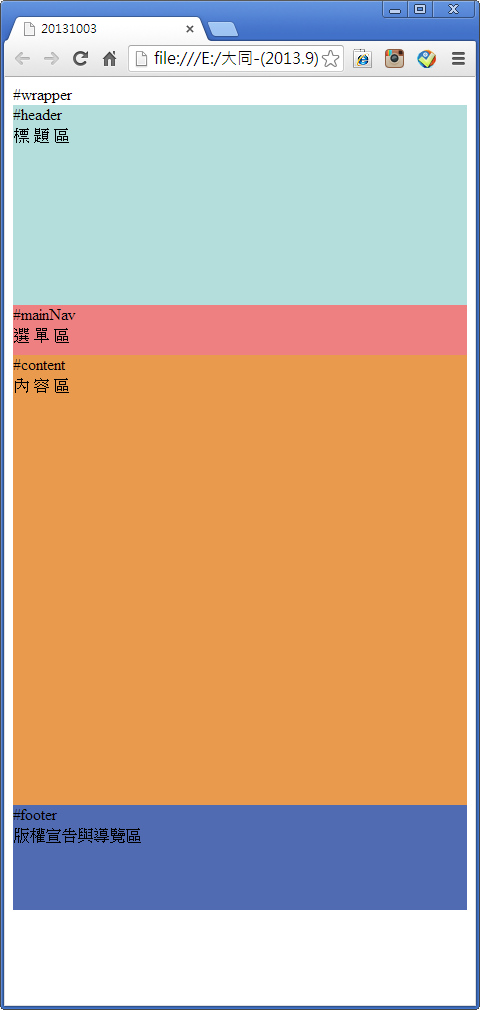 20131003
file:///E:/大同-(2013.9)
#wrapper
#header
標 題 區
#mainNav
選 單 區
#content
內 容 區
#footer
版權宣告與導覽區